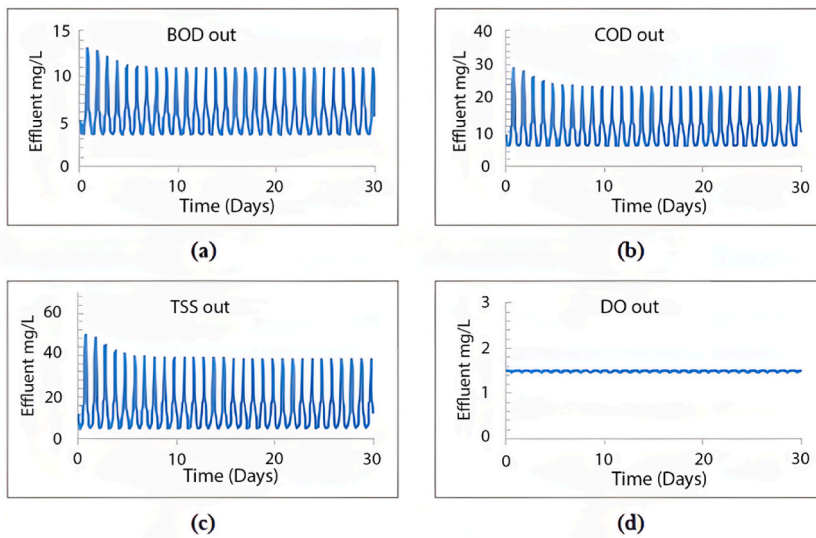 BOD out
Effluent mg/L
15
10
5
0
0 10 20 30
Time (Days)
(a)
COD out
Effluent mg/L
40
30
20
10
0
0 10 20 30
Time (Days)
(b)
TSS out
Effluent mg/L
60
40
20
0
0 10 20 30
Time (Days)
(c)
DO out
Effluent mg/L
3
2
1
0
0 10 20 30
Time (Days)
(d)